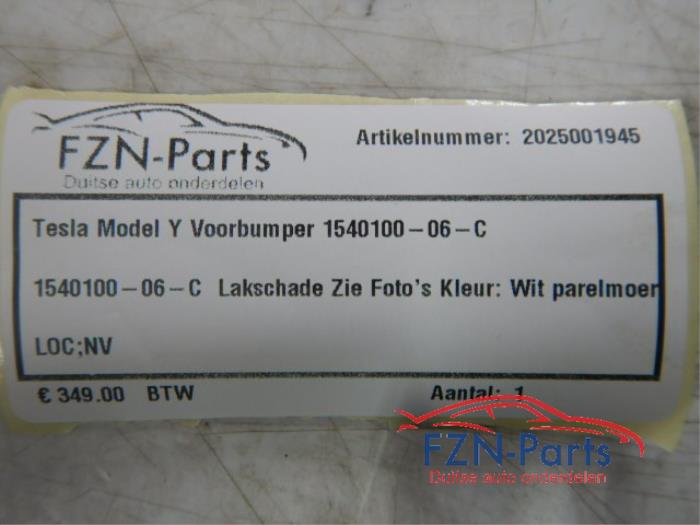 FZN-Parts
Duitse auto onderdelen
Artikelnummer: 2025001945
Tesla Model Y Voorbumper 1540100-06-C
1540100-06-C Lakschade Zie Foto's Kleur: Wit parelmoer
LOC;NV
€ 349.00 BTW Aantal: 1
FZN-Parts
Duitse auto onderdelen